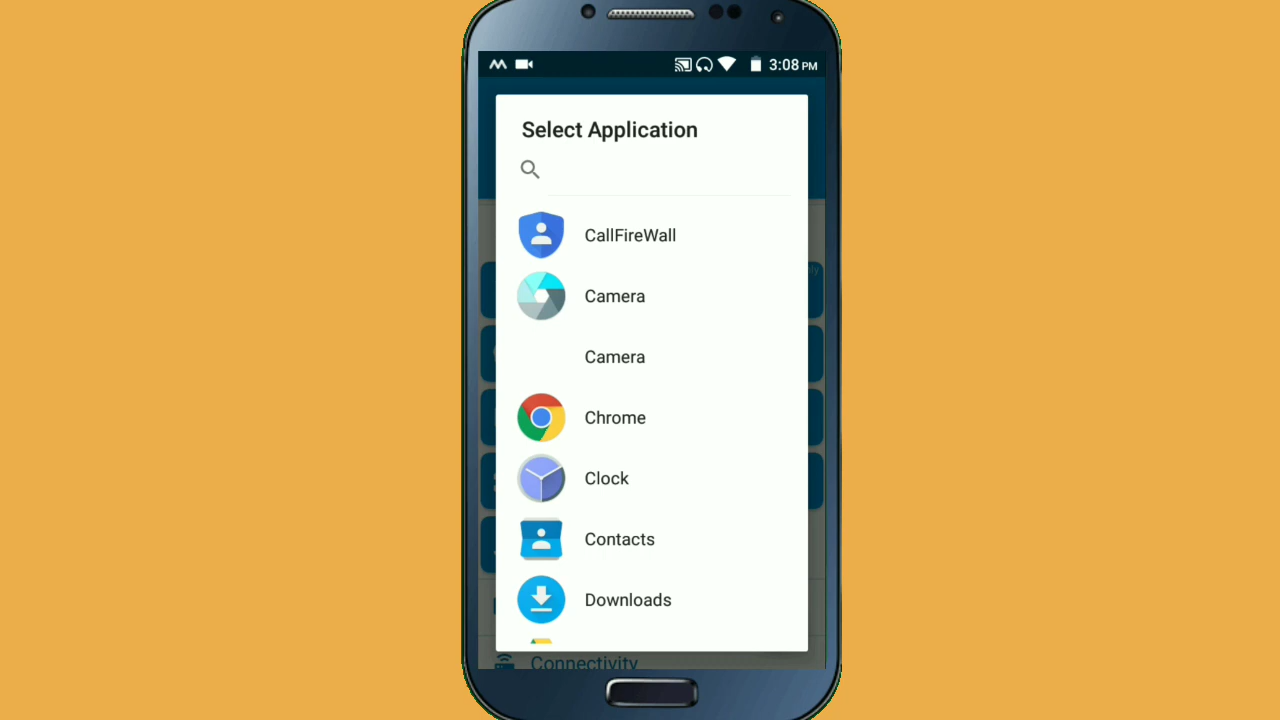 3:08 PM
Select Application
CallFireWall
Camera
Camera
Chrome
Clock
Contacts
Downloads
Connectivity